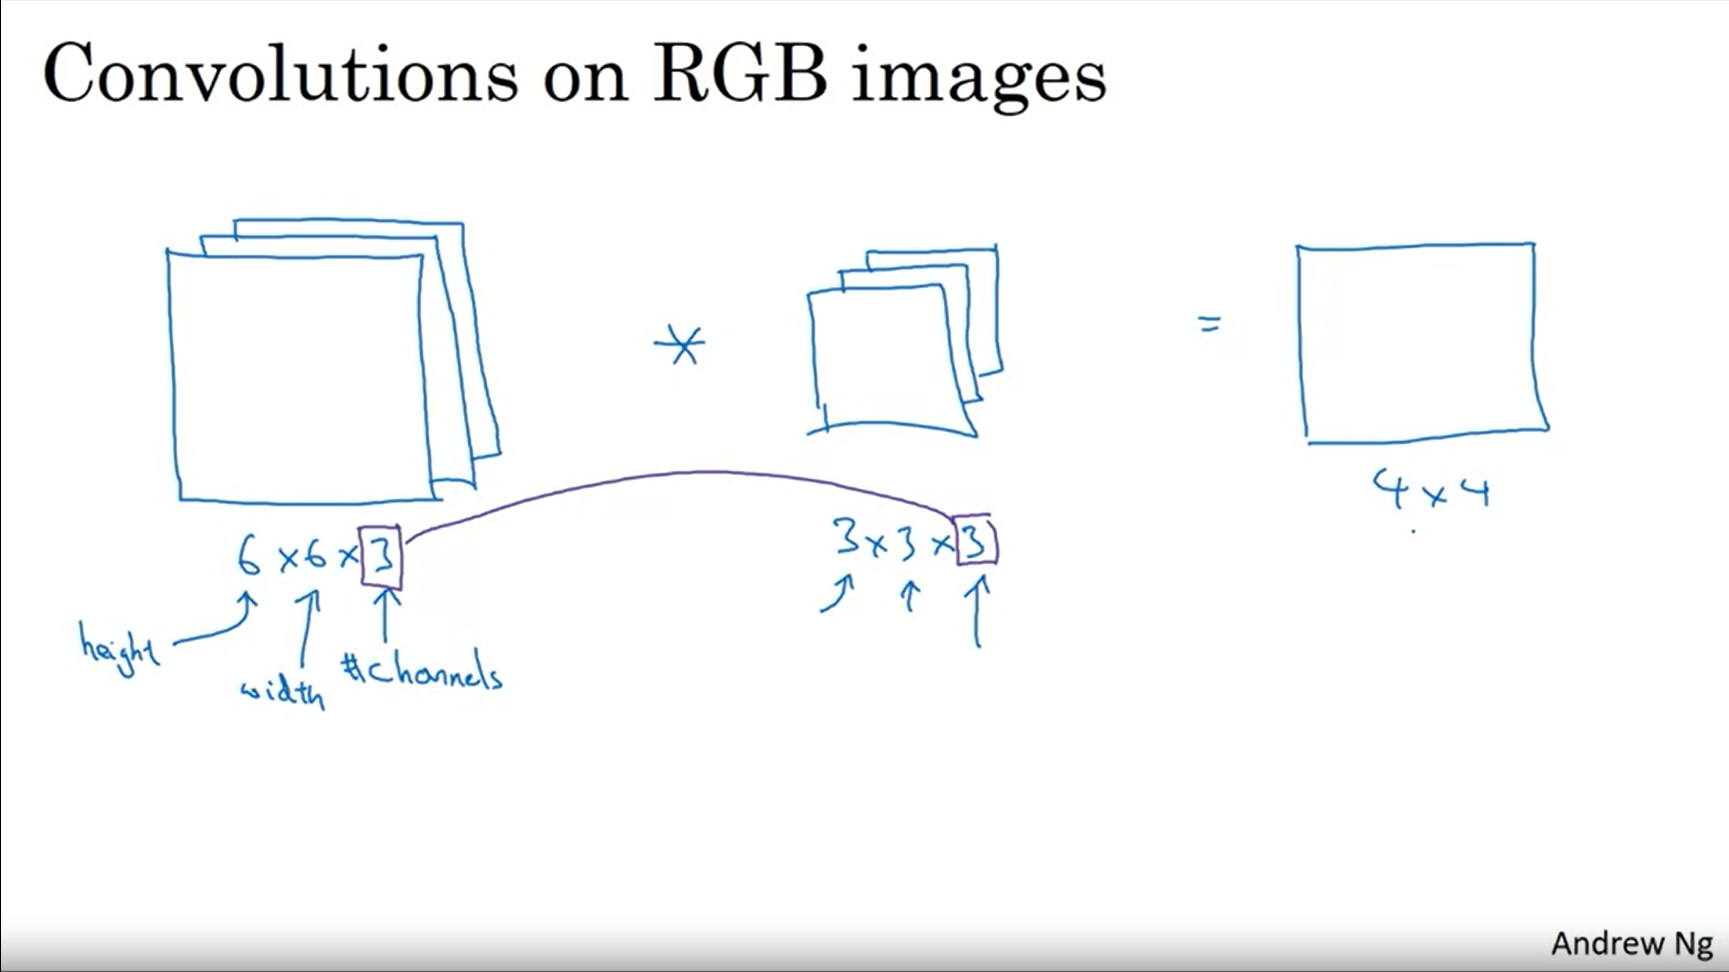 Convolutions on RGB images
*
=
4 x 4
6 x 6 x 3
3 x 3 x 3
height
width
#channels
Andrew Ng